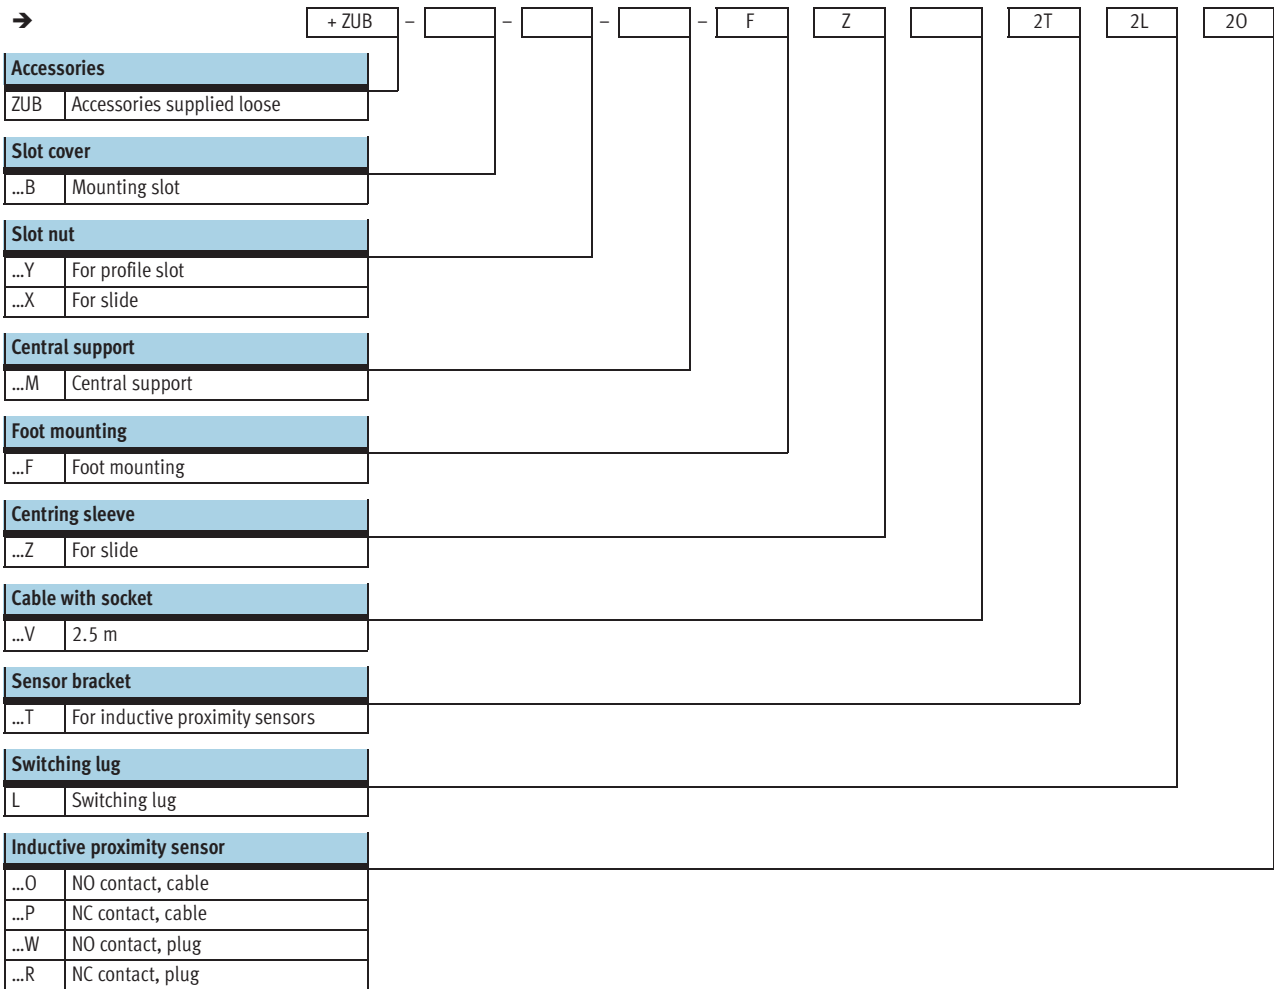 ➔ + ZUB – – – – F Z 2T 2L 2O
Accessories
ZUB Accessories supplied loose
Slot cover
...B Mounting slot
Slot nut
...Y For profile slot
...X For slide
Central support
...M Central support
Foot mounting
...F Foot mounting
Centring sleeve
...Z For slide
Cable with socket
...V 2.5 m
Sensor bracket
...T For inductive proximity sensors
Switching lug
L Switching lug
Inductive proximity sensor
...O NO contact, cable
...P NC contact, cable
...W NO contact, plug
...R NC contact, plug